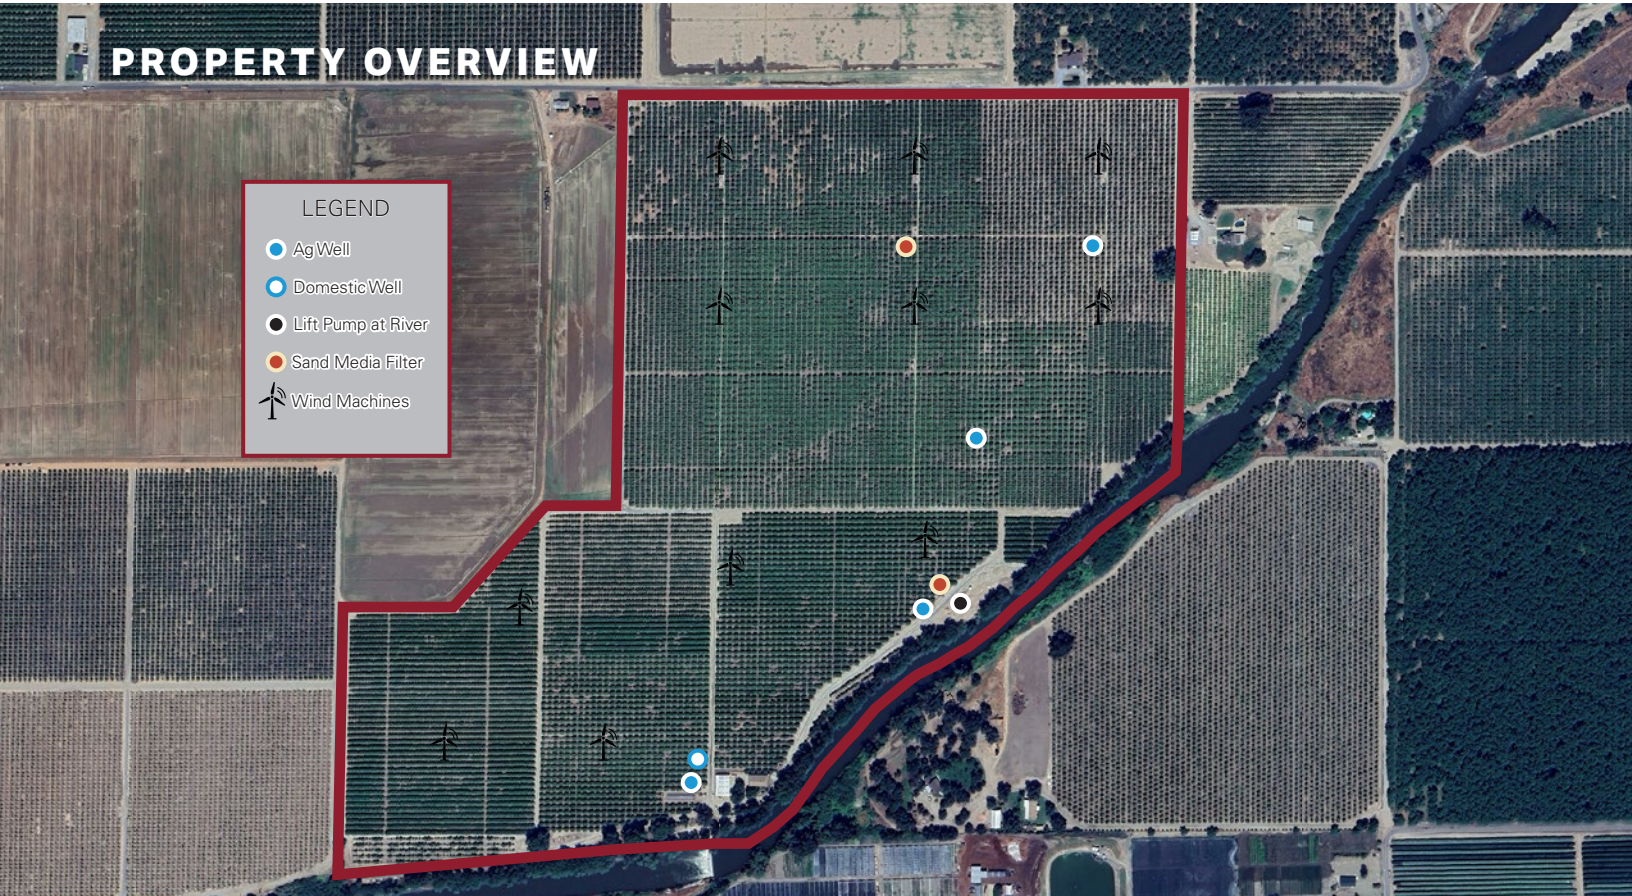 PROPERTY OVERVIEW
LEGEND
Ag Well
Domestic Well
Lift Pump at River
Sand Media Filter
Wind Machines